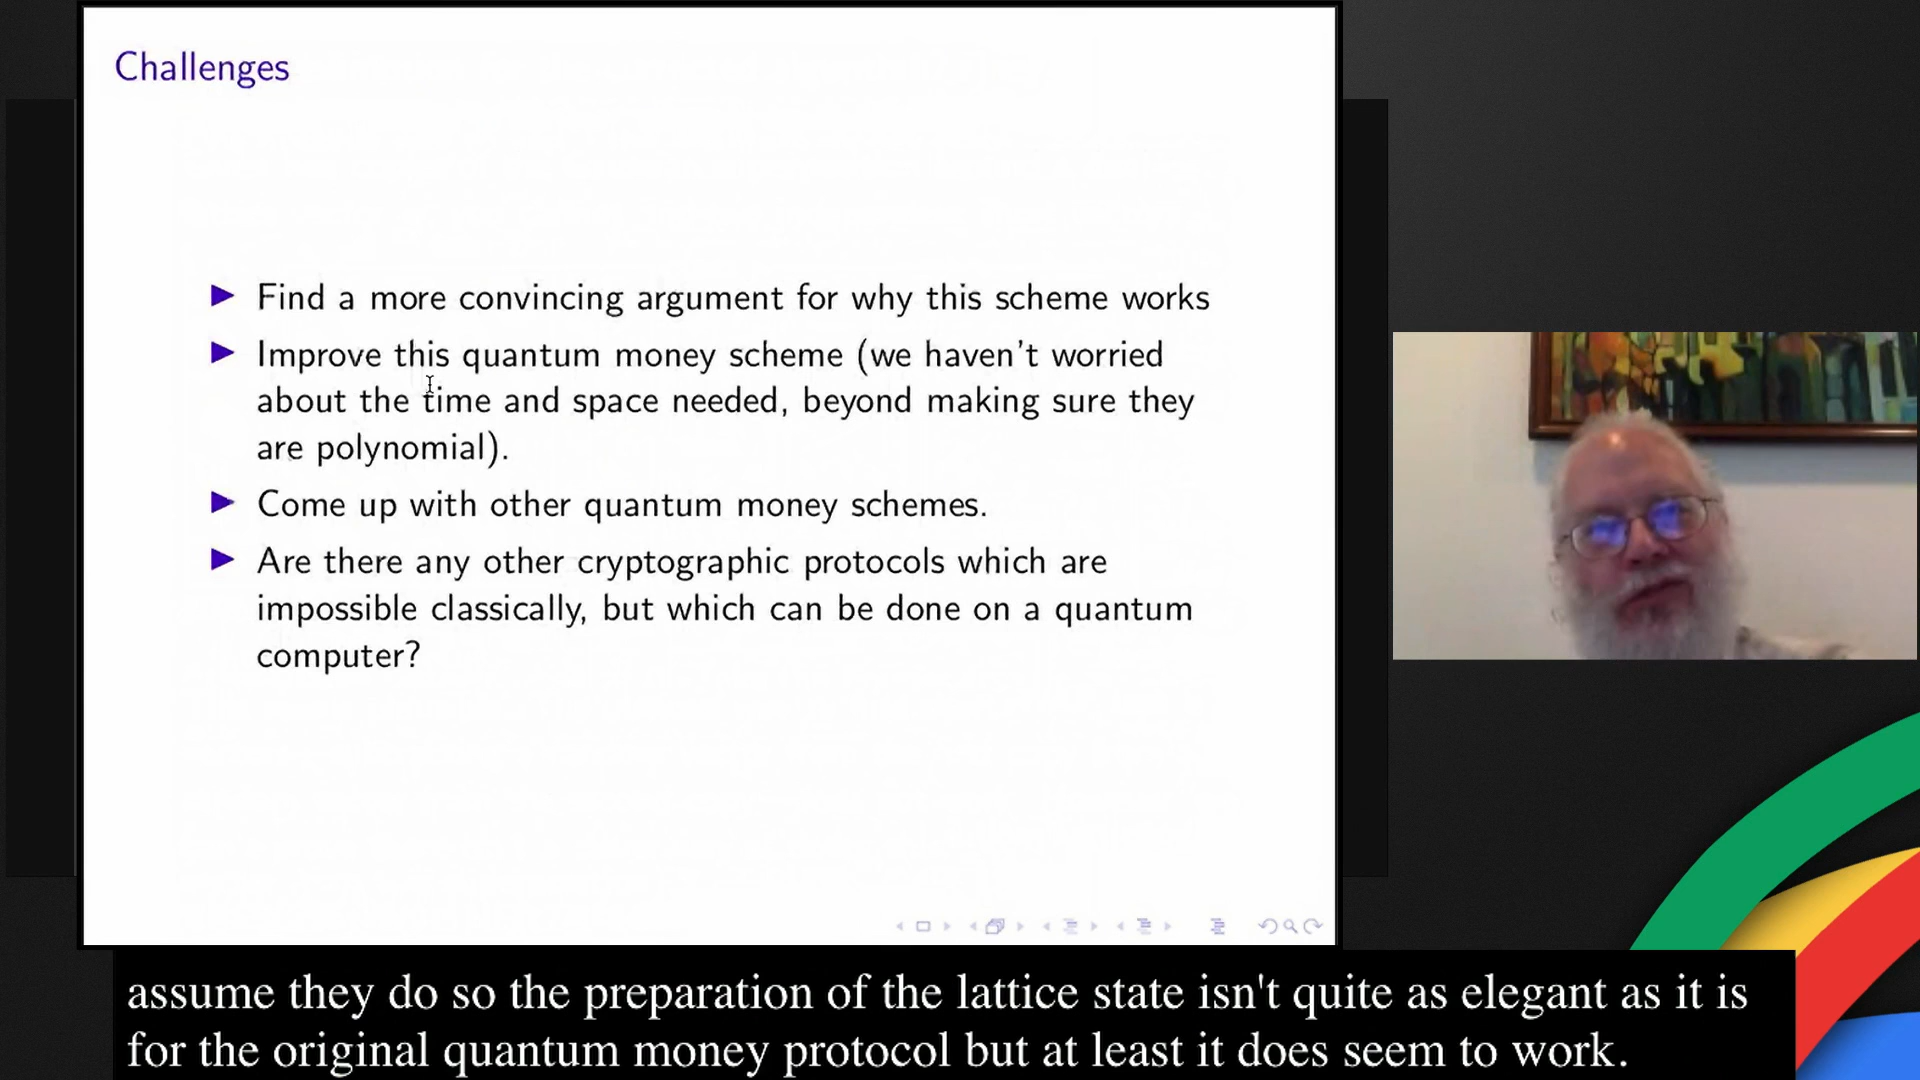 Challenges
Find a more convincing argument for why this scheme works
Improve this quantum money scheme (we haven't worried
about the time and space needed, beyond making sure they
are polynomial).
Come up with other quantum money schemes.
Are there any other cryptographic protocols which are
impossible classically, but which can be done on a quantum
computer?
assume they do so the preparation of the lattice state isn't quite as elegant as it is
for the original quantum money protocol but at least it does seem to work.